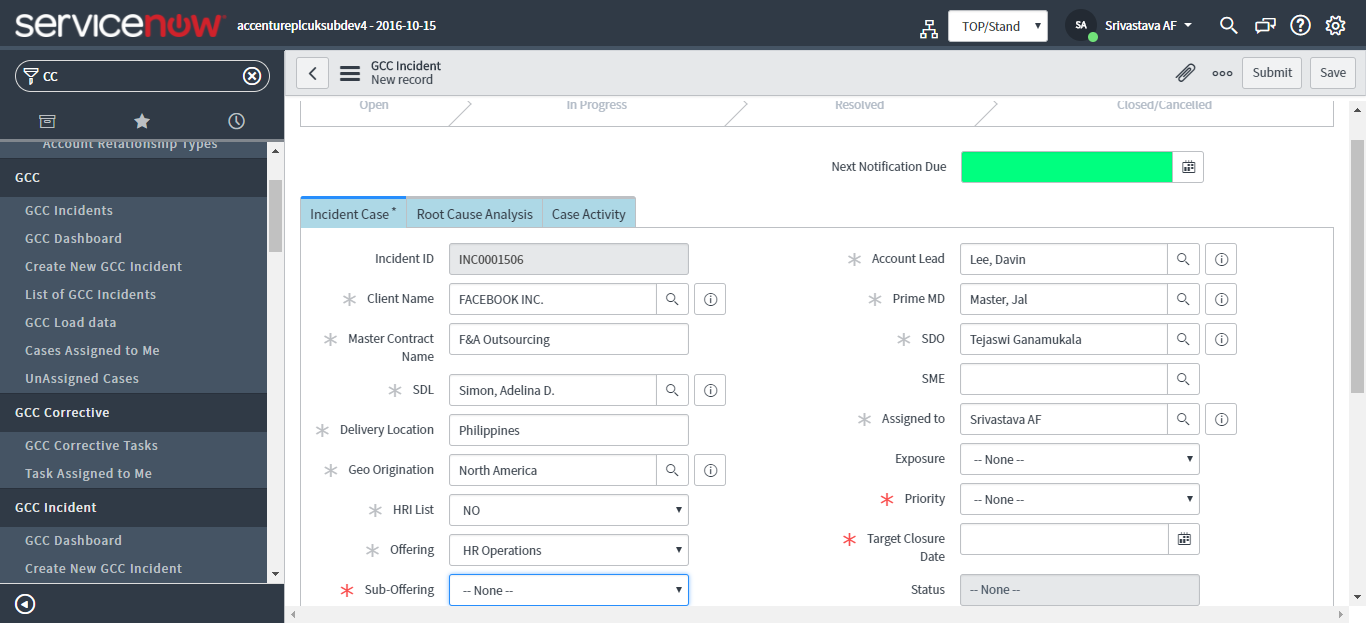 servicenow accentureplcuksubdev4 - 2016-10-15 TOP/Stand SA Srivastava AF
CC
Account Relationship Types
GCC
GCC Incidents
GCC Dashboard
Create New GCC Incident
List of GCC Incidents
GCC Load data
Cases Assigned to Me
UnAssigned Cases
GCC Corrective
GCC Corrective Tasks
Task Assigned to Me
GCC Incident
GCC Dashboard
Create New GCC Incident
GCC Incident
New record
Submit Save
Open In Progress Resolved Closed/Cancelled
Next Notification Due
Incident Case * Root Cause Analysis Case Activity
Incident ID INC0001506
Client Name FACEBOOK INC.
Master Contract Name F&A Outsourcing
SDL Simon, Adelina D.
Delivery Location Philippines
Geo Origination North America
HRI List NO
Offering HR Operations
Sub-Offering -- None --
Account Lead Lee, Davin
Prime MD Master, Jal
SDO Tejaswi Ganamukala
SME
Assigned to Srivastava AF
Exposure -- None --
Priority -- None --
Target Closure Date
Status -- None --